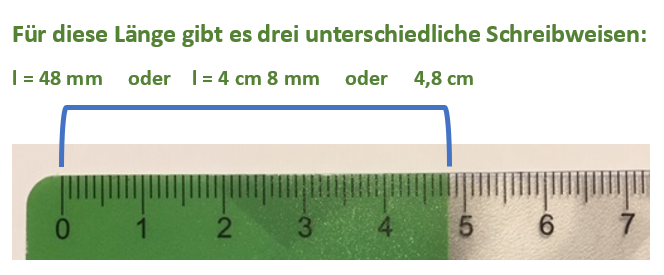 Für diese Länge gibt es drei unterschiedliche Schreibweisen:
l = 48 mm oder l = 4 cm 8 mm oder 4,8 cm
0 1 2 3 4 5 6 7